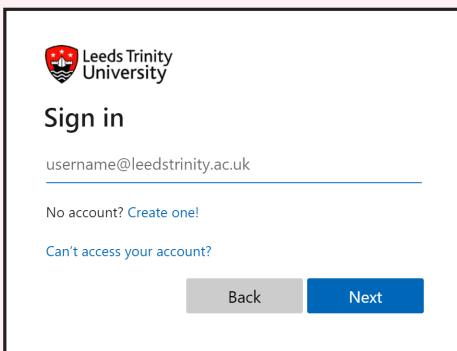 Leeds Trinity
University
Sign in
username@leedstrinity.ac.uk
No account? Create one!
Can't access your account?
Back
Next